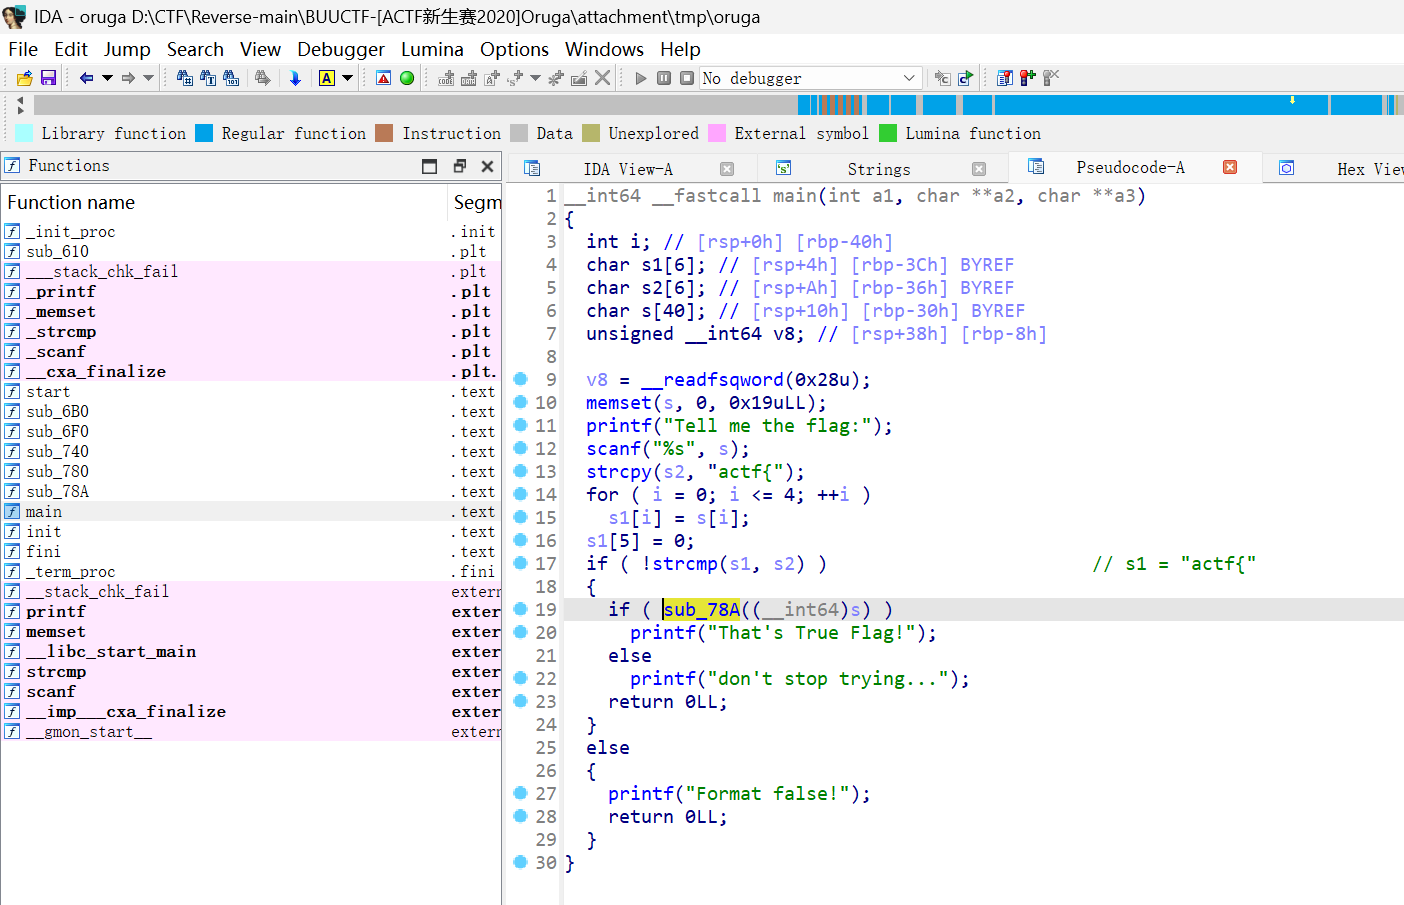 IDA - oruga D:\CTF\Reverse-main\BUUCTF-[ACTF新生赛2020]Oruga\attachment\tmp\oruga
File Edit Jump Search View Debugger Lumina Options Windows Help
No debugger
Library function Regular function Instruction Data Unexplored External symbol Lumina function
Functions
IDA View-A Strings Pseudocode-A Hex Viev
Function name Segm
_init_proc .init
sub_610 .plt
___stack_chk_fail .plt
_printf .plt
_memset .plt
_strcmp .plt
_scanf .plt
__cxa_finalize .plt.
start .text
sub_6B0 .text
sub_6F0 .text
sub_740 .text
sub_780 .text
sub_78A .text
main .text
init .text
fini .text
_term_proc .fini
__stack_chk_fail extern
printf exter
memset exter
__libc_start_main exter
strcmp exter
scanf exter
__imp___cxa_finalize exter
__gmon_start__ extern
1 __int64 __fastcall main(int a1, char **a2, char **a3)
2 {
3 int i; // [rsp+0h] [rbp-40h]
4 char s1[6]; // [rsp+4h] [rbp-3Ch] BYREF
5 char s2[6]; // [rsp+Ah] [rbp-36h] BYREF
6 char s[40]; // [rsp+10h] [rbp-30h] BYREF
7 unsigned __int64 v8; // [rsp+38h] [rbp-8h]
8
9 v8 = __readfsqword(0x28u);
10 memset(s, 0, 0x19uLL);
11 printf("Tell me the flag:");
12 scanf("%s", s);
13 strcpy(s2, "actf{");
14 for ( i = 0; i <= 4; ++i )
15 s1[i] = s[i];
16 s1[5] = 0;
17 if ( !strcmp(s1, s2) ) // s1 = "actf{"
18 {
19 if ( sub_78A((__int64)s) )
20 printf("That's True Flag!");
21 else
22 printf("don't stop trying...");
23 return 0LL;
24 }
25 else
26 {
27 printf("Format false!");
28 return 0LL;
29 }
30 }